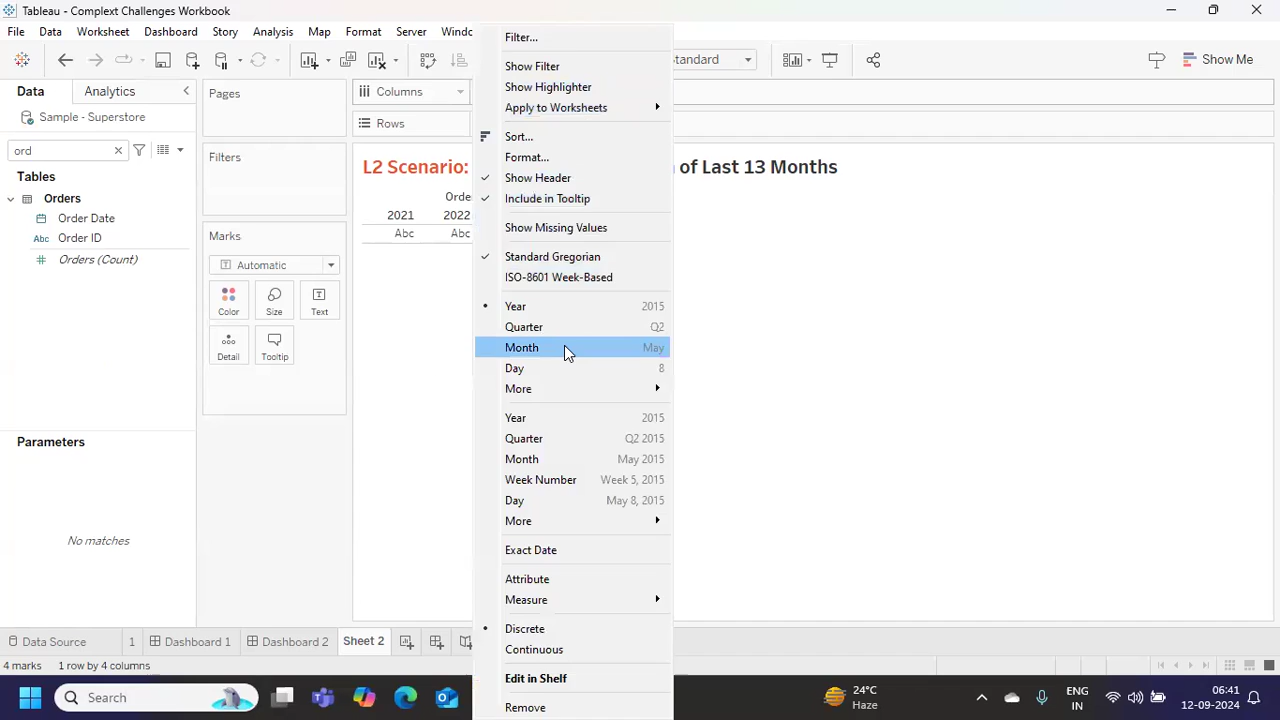 Tableau - Complext Challenges Workbook
File Data Worksheet Dashboard Story Analysis Map Format Server Windo
Standard
Show Me
Data Analytics
Pages
Columns
Rows
Sample - Superstore
ord
Filters
Tables
Orders
Order Date
Abc Order ID
# Orders (Count)
Marks
Automatic
Color Size Text
Detail Tooltip
L2 Scenario: of Last 13 Months
Orde
2021 2022
Abc Abc
Parameters
No matches
Filter...
Show Filter
Show Highlighter
Apply to Worksheets
Sort...
Format...
Show Header
Include in Tooltip
Show Missing Values
Standard Gregorian
ISO-8601 Week-Based
Year 2015
Quarter Q2
Month May
Day 8
More
Year 2015
Quarter Q2 2015
Month May 2015
Week Number Week 5, 2015
Day May 8, 2015
More
Exact Date
Attribute
Measure
Discrete
Continuous
Edit in Shelf
Remove
Data Source 1 Dashboard 1 Dashboard 2 Sheet 2
4 marks 1 row by 4 columns
Search
24°C
Haze
ENG
IN
06:41
12-09-2024